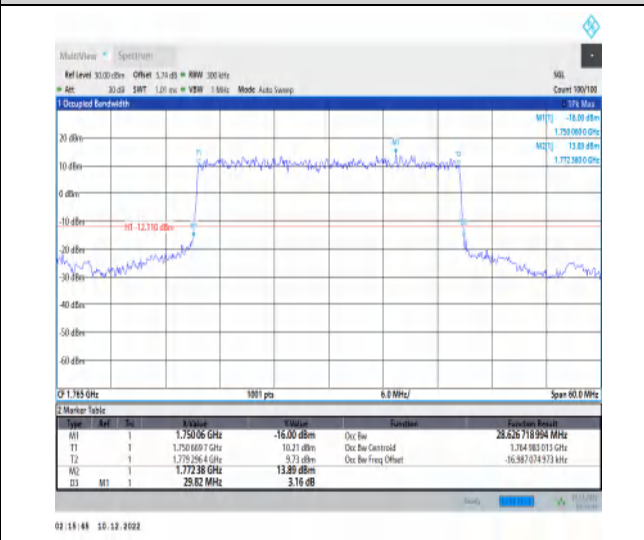 MultiView Spectrum
Ref Level 30.00 dBm Offset 5.74 dB RBW 300 kHz SGL
Att 30 dB SWT 1.01 ms VBW 1 MHz Mode Auto Sweep Count 100/100
1 Occupied Bandwidth 1Pk Max
M1[1] -16.00 dBm
1.750 060 0 GHz
20 dBm M2[1] 13.89 dBm
1.772 380 0 GHz
10 dBm
0 dBm
-10 dBm
H1 -12.110 dBm
-20 dBm
-30 dBm
-40 dBm
-50 dBm
-60 dBm
CF 1.765 GHz 1001 pts 6.0 MHz/ Span 60.0 MHz
2 Marker Table
Type Ref Trc X-Value Y-Value Function Function Result
M1 1 1.75006 GHz -16.00 dBm Occ Bw 28.626 718 994 MHz
T1 1 1.750 669 7 GHz 10.21 dBm Occ Bw Centroid 1.764 983 013 GHz
T2 1 1.779 296 4 GHz 9.73 dBm Occ Bw Freq Offset -16.987 074 973 kHz
M2 1 1.77238 GHz 13.89 dBm
D3 M1 1 29.82 MHz 3.16 dB
Ready
02:15:45 10.12.2022